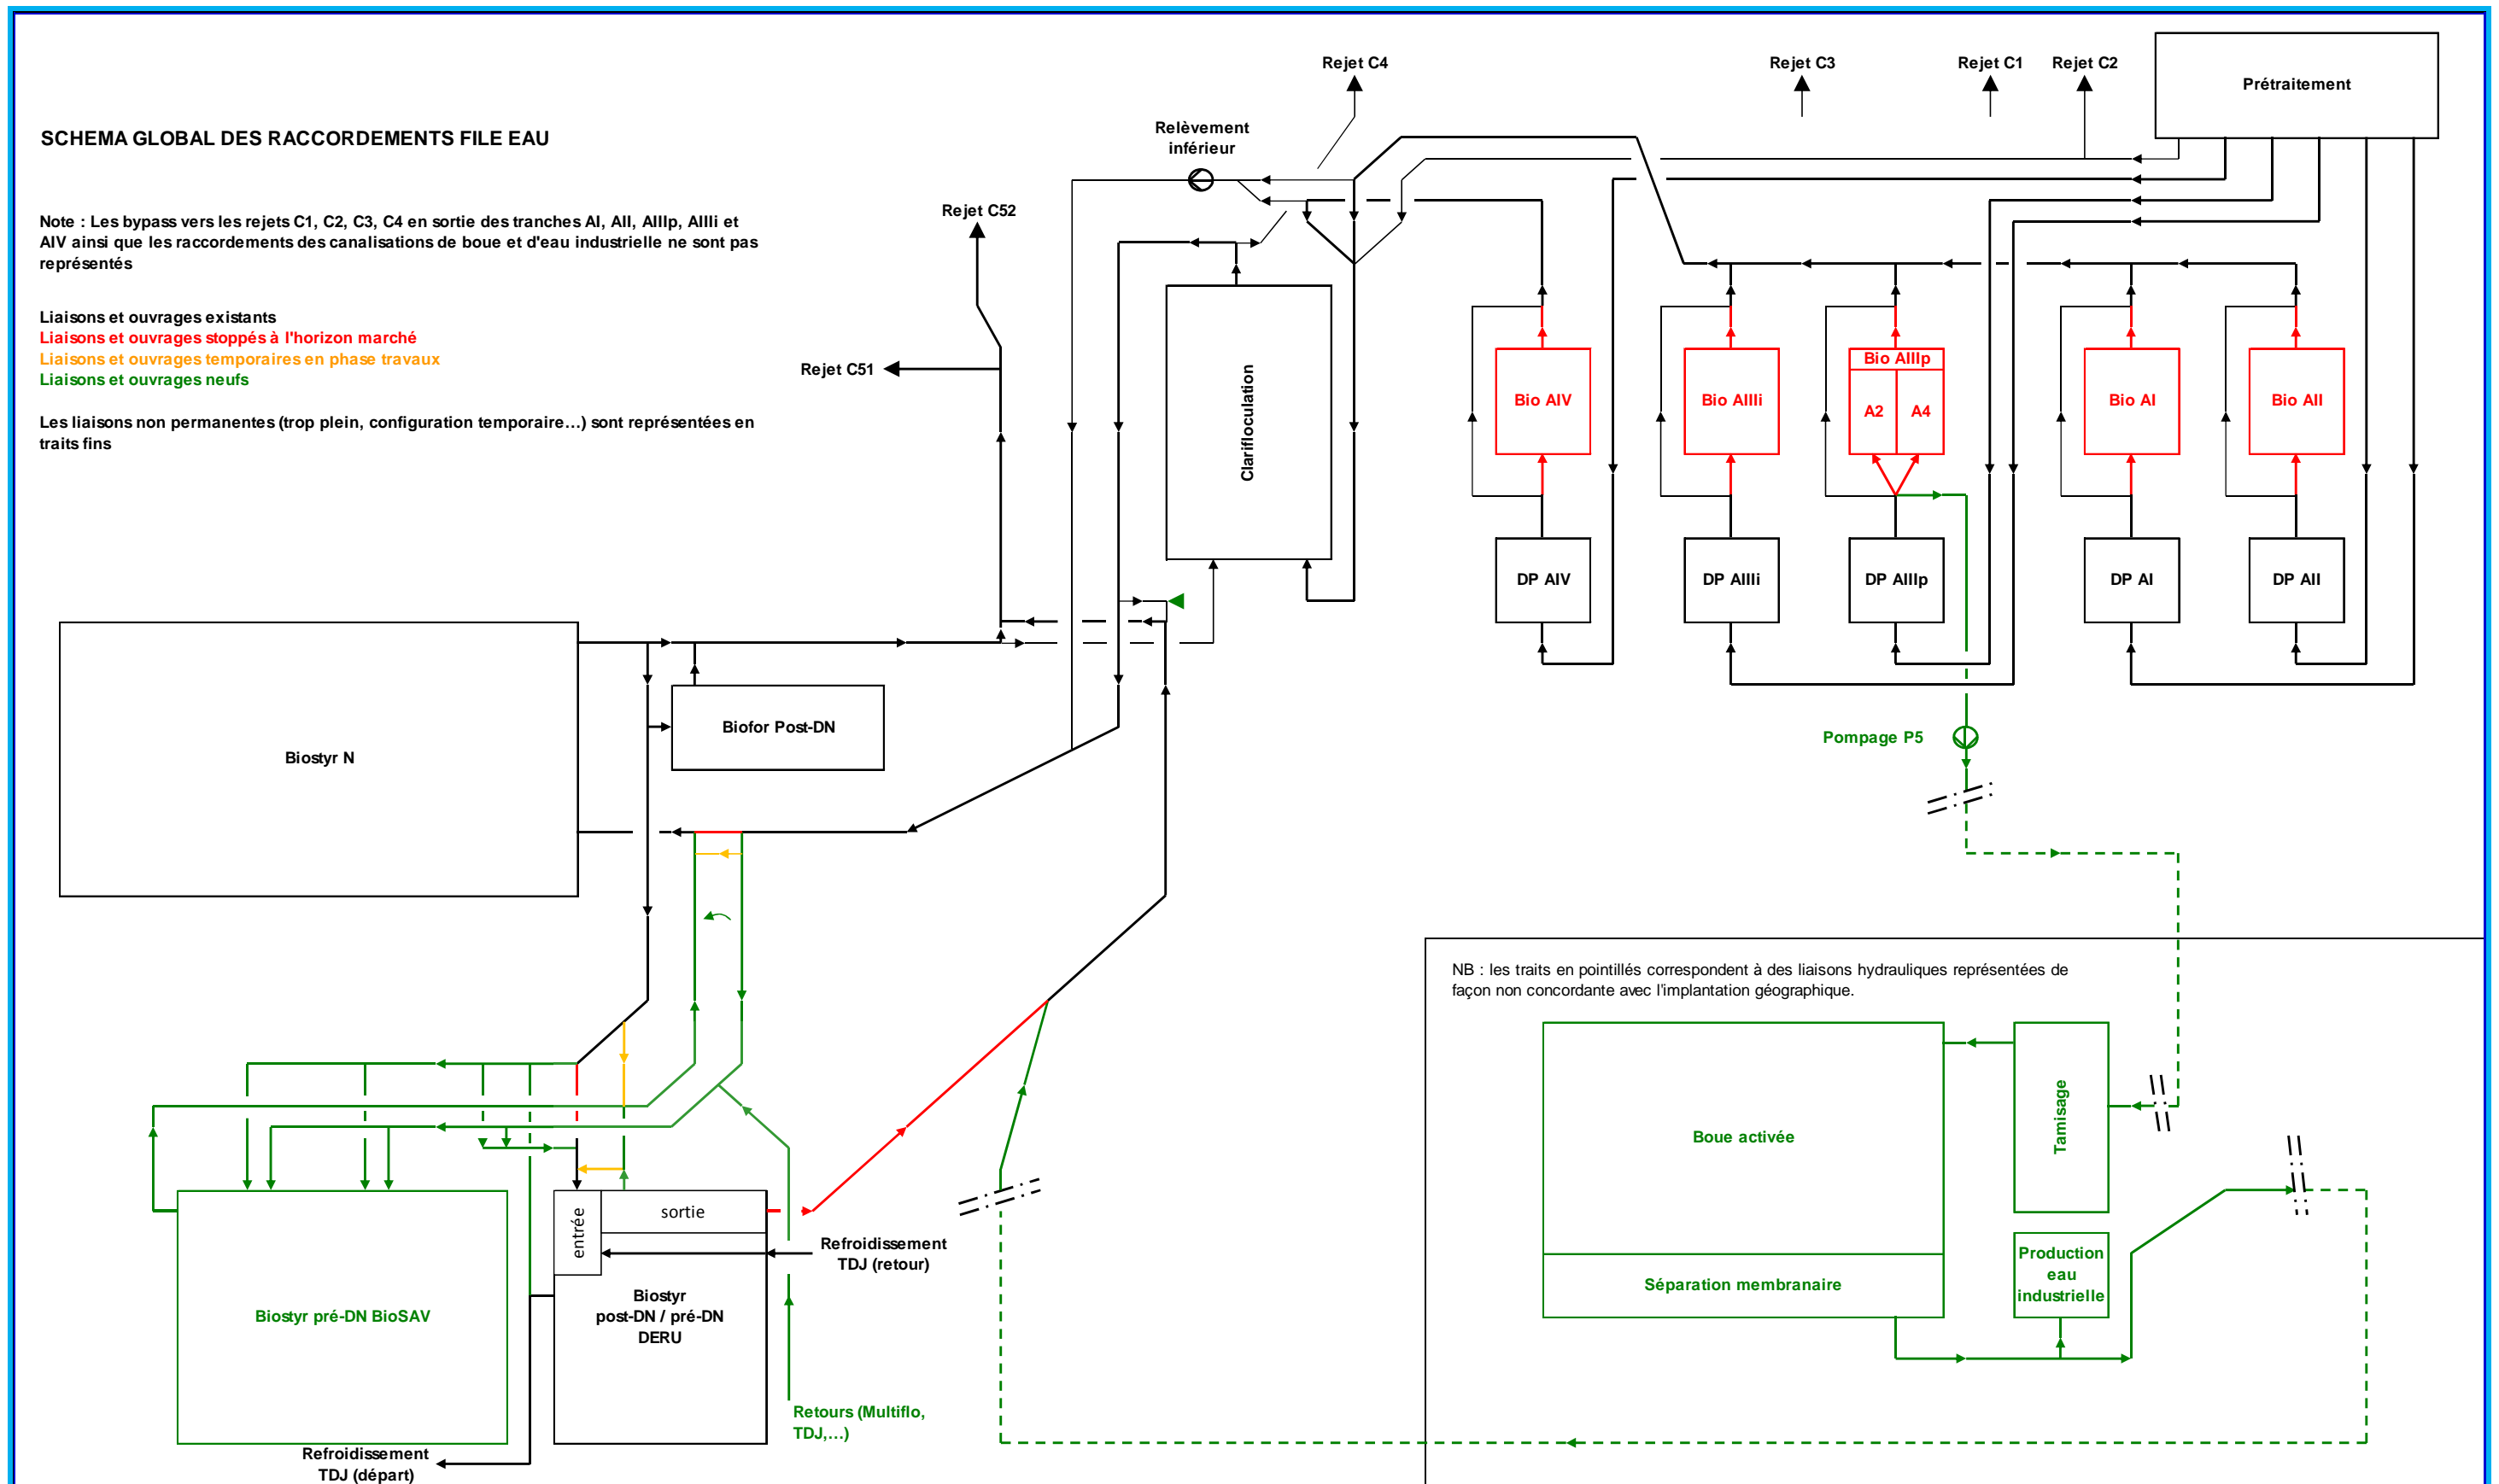 Rejet C4
Rejet C3
Rejet C1
Rejet C2
Prétraitement
SCHEMA GLOBAL DES RACCORDEMENTS FILE EAU
Relèvement
inférieur
Note : Les bypass vers les rejets C1, C2, C3, C4 en sortie des tranches AI, AII, AIIIp, AIIIi et
AIV ainsi que les raccordements des canalisations de boue et d'eau industrielle ne sont pas
représentés
Rejet C52
Liaisons et ouvrages existants
Liaisons et ouvrages stoppés à l'horizon marché
Liaisons et ouvrages temporaires en phase travaux
Liaisons et ouvrages neufs
Rejet C51
Les liaisons non permanentes (trop plein, configuration temporaire…) sont représentées en
traits fins
Clarifloculation
Bio AIV
Bio AIIIi
Bio AIIIp
A2
A4
Bio AI
Bio AII
DP AIV
DP AIIIi
DP AIIIp
DP AI
DP AII
Biostyr N
Biofor Post-DN
Pompage P5
NB : les traits en pointillés correspondent à des liaisons hydrauliques représentées de
façon non concordante avec l'implantation géographique.
Boue activée
Tamisage
Séparation membranaire
Production
eau
industrielle
entrée
sortie
Refroidissement
TDJ (retour)
Biostyr pré-DN BioSAV
Biostyr
post-DN / pré-DN
DERU
Retours (Multiflo,
TDJ,…)
Refroidissement
TDJ (départ)